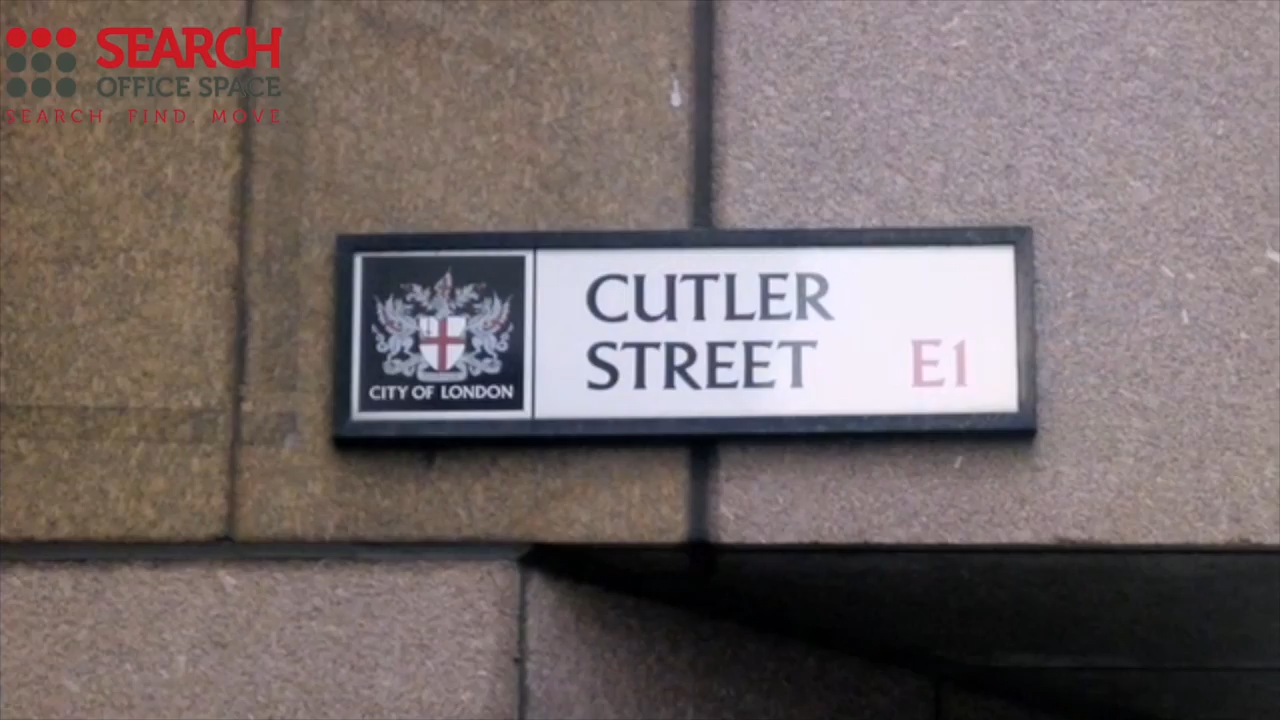 SEARCH
OFFICE SPACE
SEARCH. FIND. MOVE
CITY OF LONDON
CUTLER
STREET E1